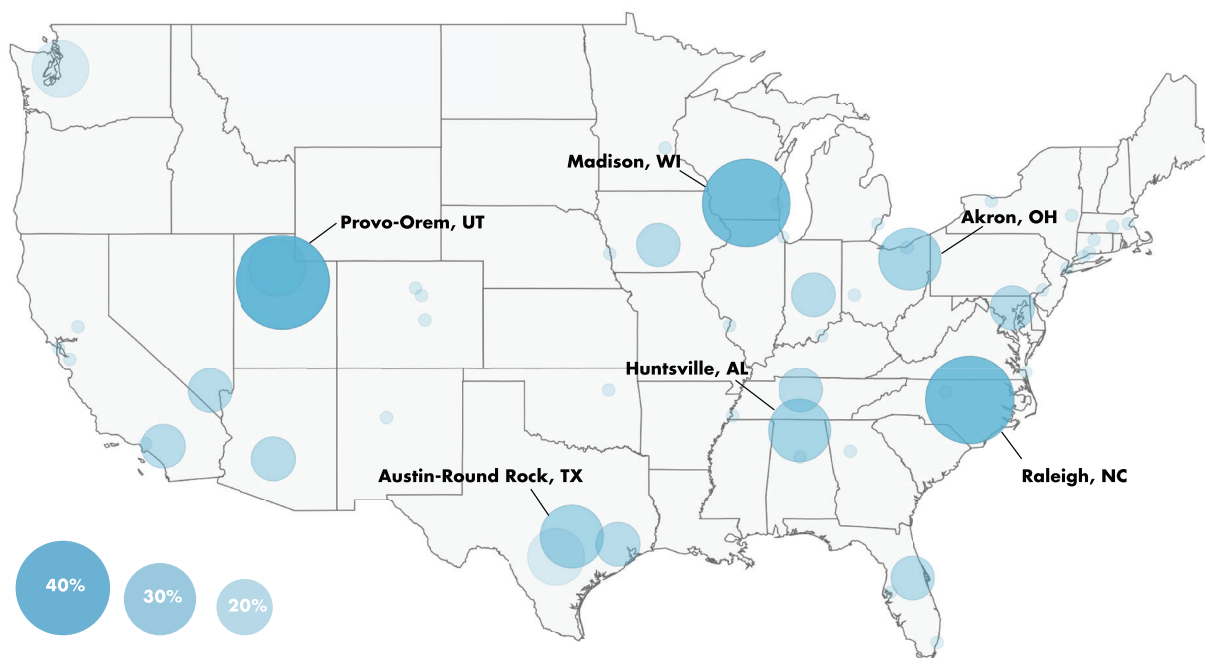 Madison, WI
Provo-Orem, UT
Akron, OH
Huntsville, AL
Austin-Round Rock, TX
Raleigh, NC
40%
30%
20%